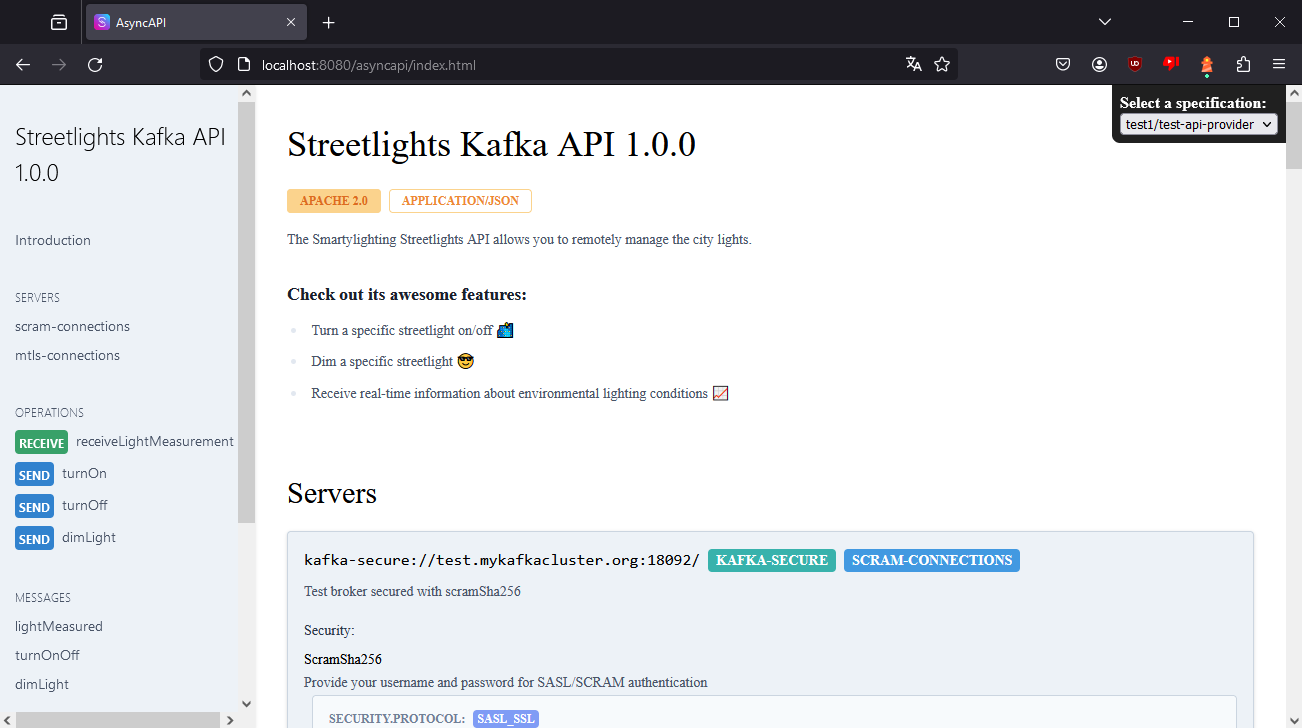 AsyncAPI
localhost:8080/asyncapi/index.html
Select a specification:
test1/test-api-provider
Streetlights Kafka API
1.0.0
Introduction
SERVERS
scram-connections
mtls-connections
OPERATIONS
RECEIVE receiveLightMeasurement
SEND turnOn
SEND turnOff
SEND dimLight
MESSAGES
lightMeasured
turnOnOff
dimLight
Streetlights Kafka API 1.0.0
APACHE 2.0 APPLICATION/JSON
The Smartylighting Streetlights API allows you to remotely manage the city lights.
Check out its awesome features:
Turn a specific streetlight on/off 🌃
Dim a specific streetlight 😎
Receive real-time information about environmental lighting conditions 📈
Servers
kafka-secure://test.mykafkacluster.org:18092/ KAFKA-SECURE SCRAM-CONNECTIONS
Test broker secured with scramSha256
Security:
ScramSha256
Provide your username and password for SASL/SCRAM authentication
SECURITY.PROTOCOL: SASL_SSL